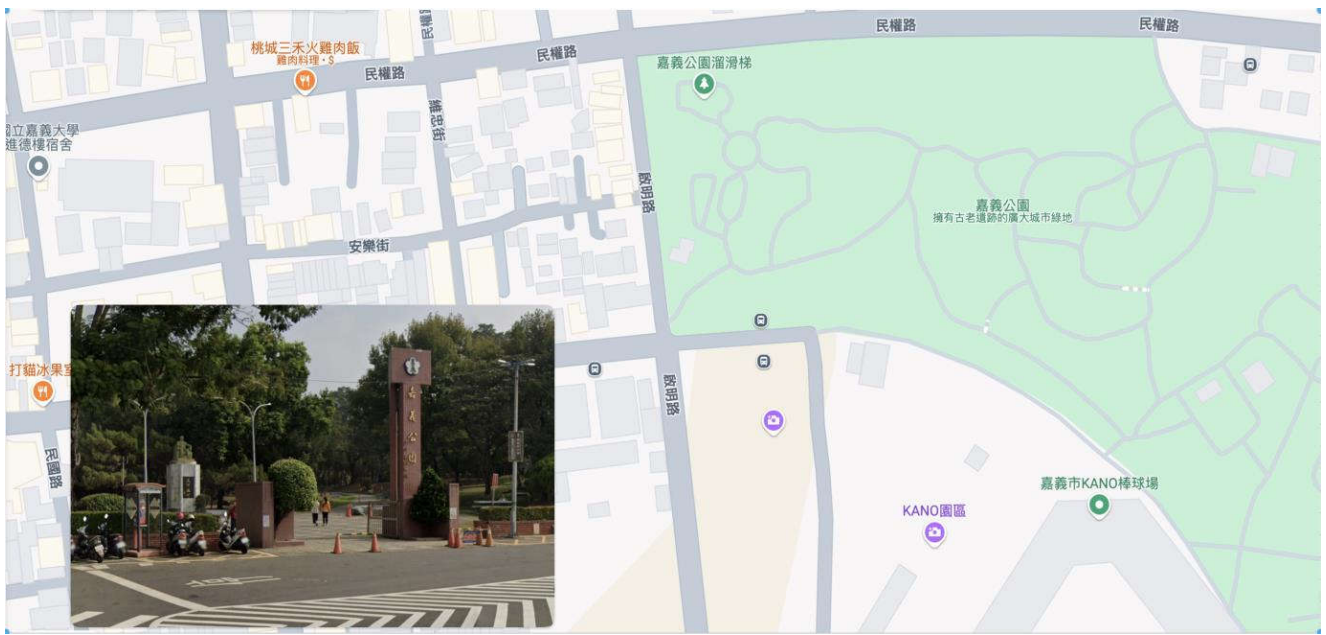 民權路
民權路
民權路
桃城三禾火雞肉飯
雞肉料理·$
民權路
民權路
嘉義公園溜滑梯
維忠街
國立嘉義大學
進德樓宿舍
啟明路
嘉義公園
擁有古老遺跡的廣大城市綠地
安樂街
打貓冰果室
啟明路
民國路
嘉義公園
嘉義市KANO棒球場
KANO園區